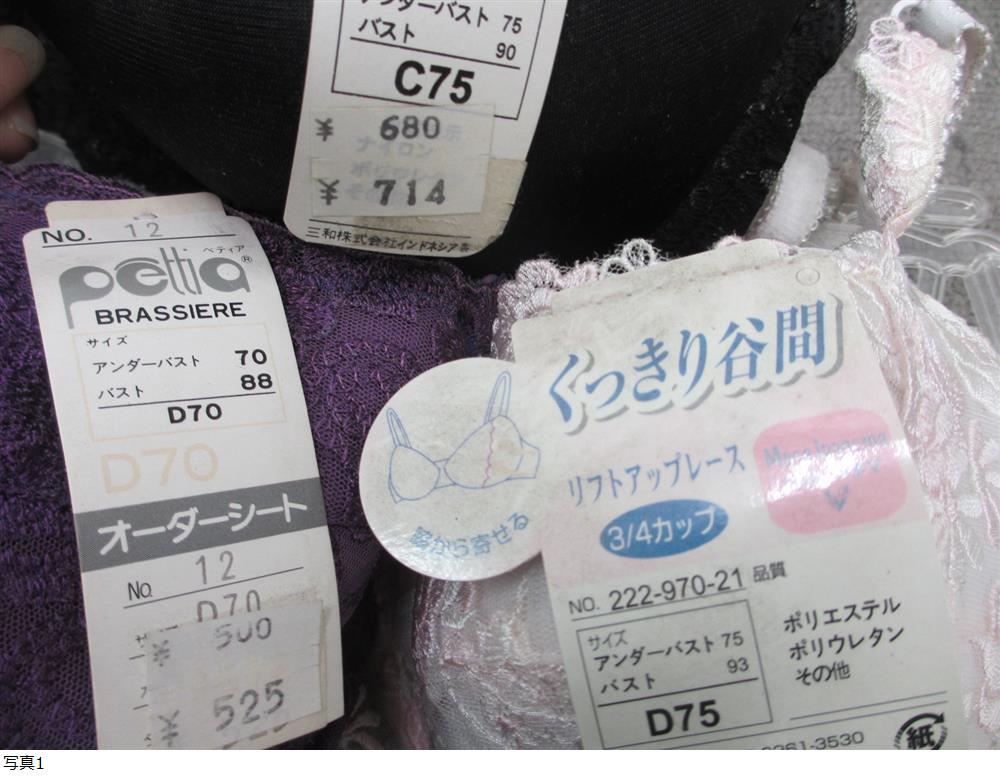 アンダーバスト 75
バスト 90
C75
¥ 680
ナイロン
¥ 714
三和株式会社インドネシア
NO. 12
ペティア
pettia®
BRASSIERE
サイズ
アンダーバスト 70
バスト 88
D70
D70
オーダーシート
No. 12
D70
¥ 500
¥ 525
くっきり谷間
リフトアップレース
3/4カップ
から寄せる
NO. 222-970-21 品質
サイズ
アンダーバスト 75
バスト 93
D75
ポリエステル
ポリウレタン
その他
3530
紙
写真1